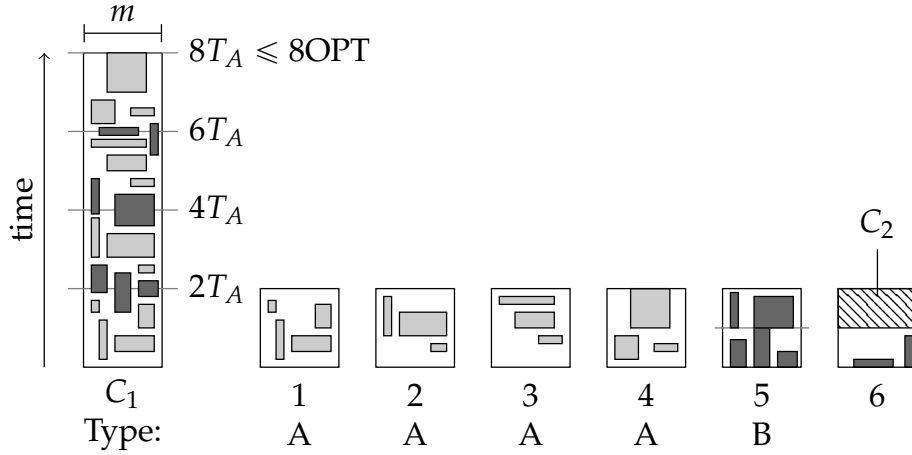 m
8T_A ⩽ 8OPT
6T_A
4T_A
2T_A
time
C_2
C_1 1 2 3 4 5 6
Type: A A A A B